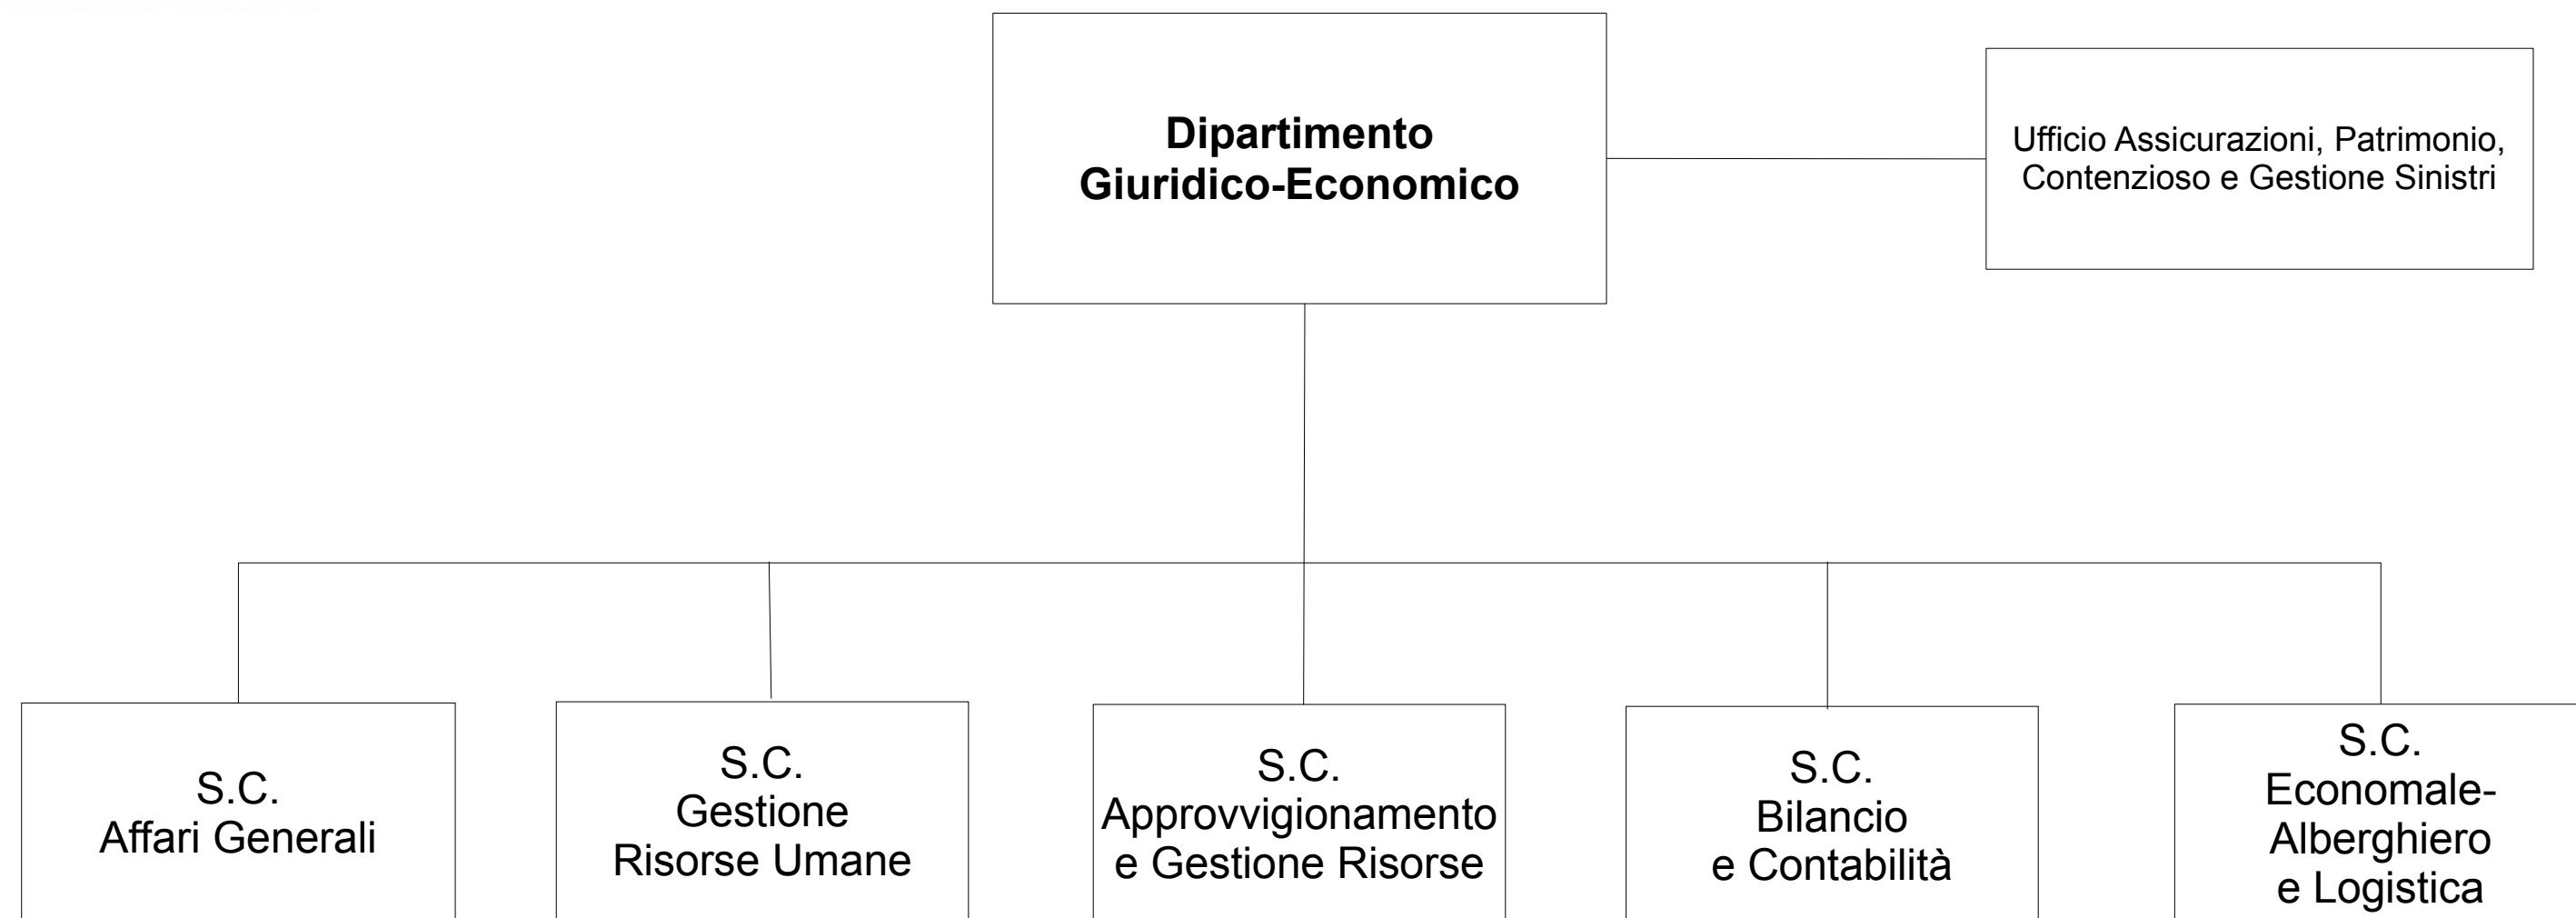 Dipartimento
Giuridico-Economico
Ufficio Assicurazioni, Patrimonio,
Contenzioso e Gestione Sinistri
S.C.
Affari Generali
S.C.
Gestione
Risorse Umane
S.C.
Approvvigionamento
e Gestione Risorse
S.C.
Bilancio
e Contabilità
S.C.
Economale-
Alberghiero
e Logistica